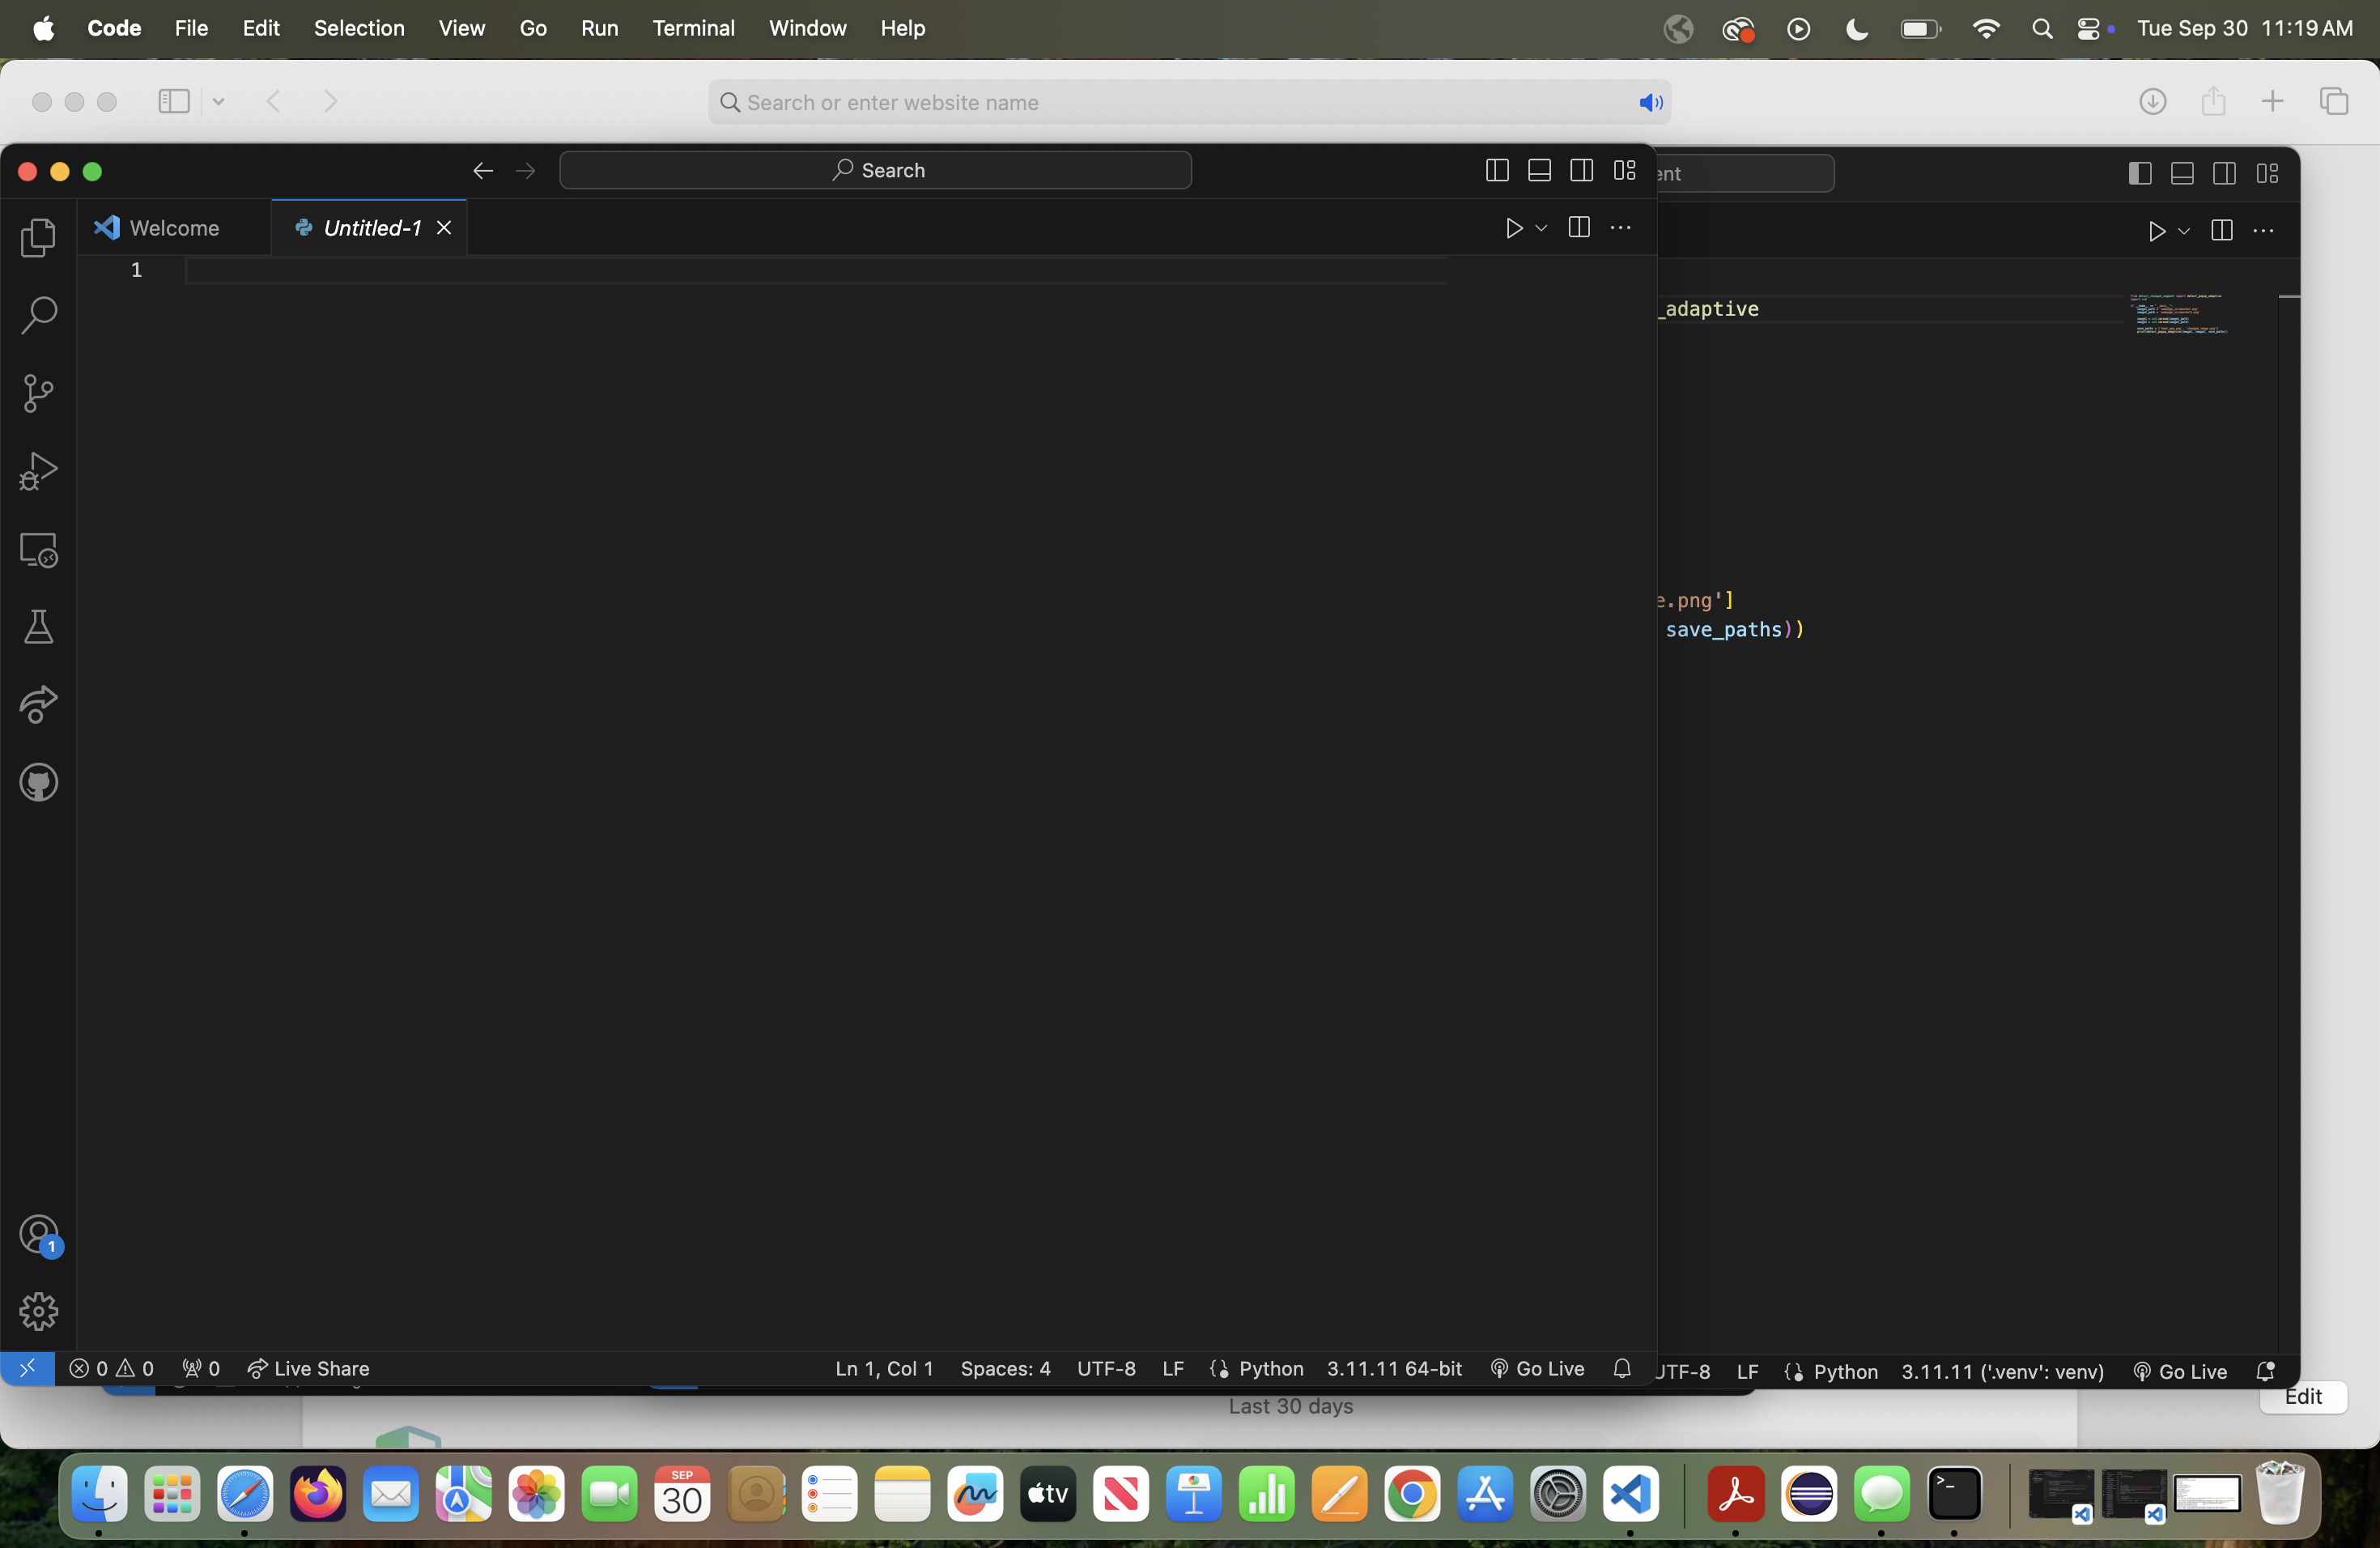 Code File Edit Selection View Go Run Terminal Window Help Tue Sep 30 11:19 AM
Search or enter website name
Search
ent
Welcome Untitled-1
1
_adaptive
e.png']
save_paths))
1
0 0 0 Live Share Ln 1, Col 1 Spaces: 4 UTF-8 LF Python 3.11.11 64-bit Go Live
UTF-8 LF Python 3.11.11 ('.venv': venv) Go Live
Edit
Last 30 days
SEP
30
tv
>_